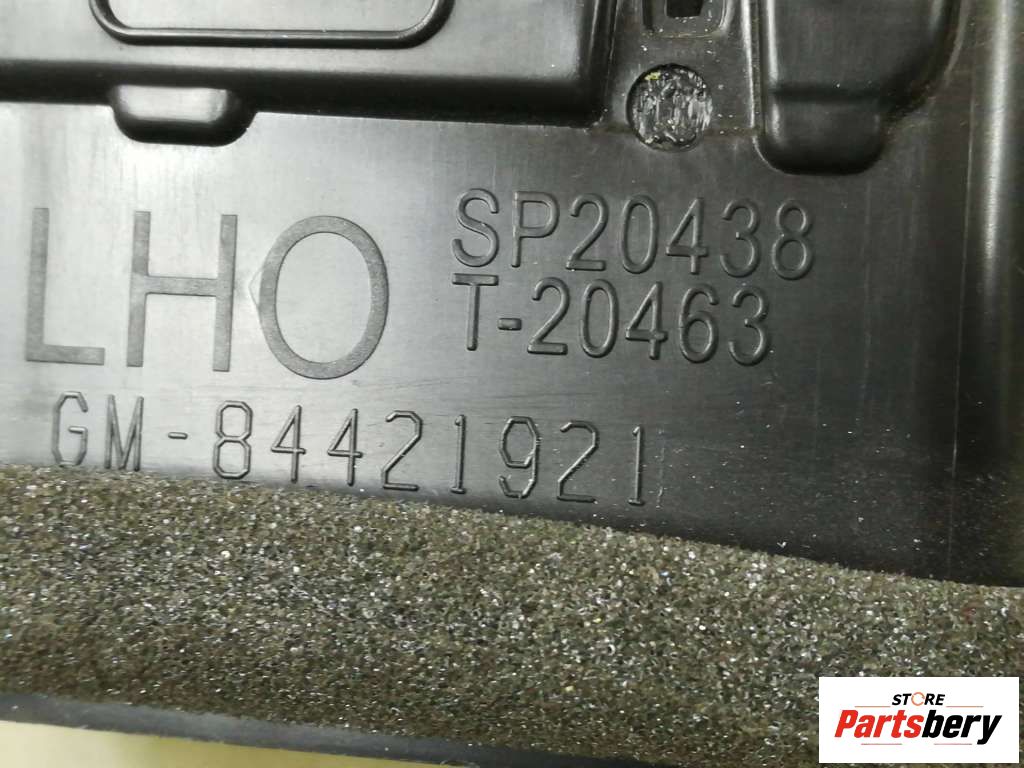 LHO
SP20438
T-20463
GM-84421921
STORE
Partsbery